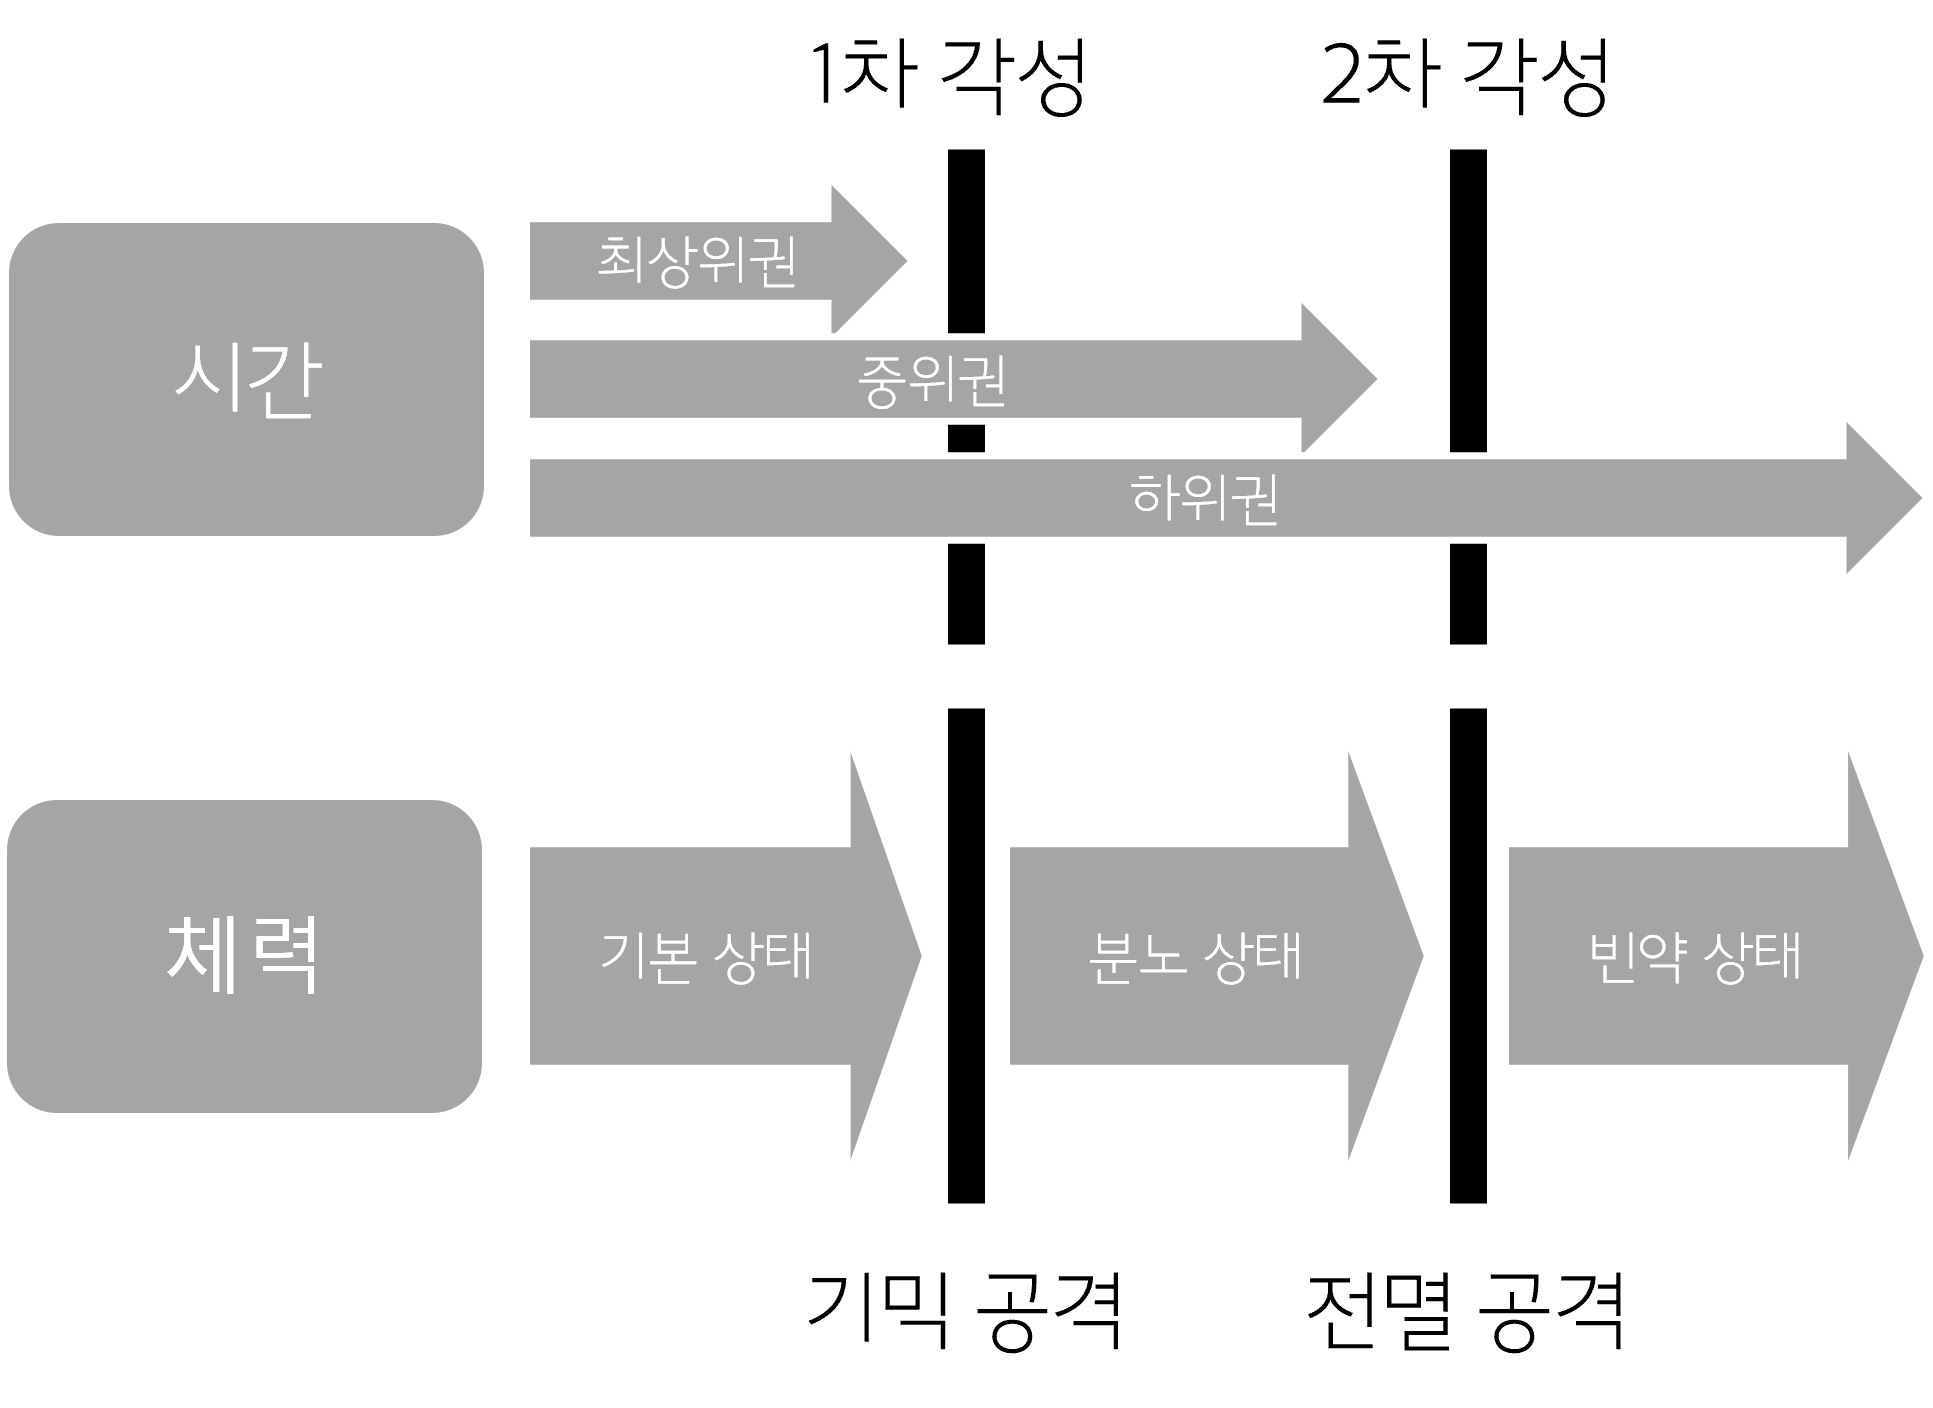 1차 각성
2차 각성
시간
최상위권
중위권
하위권
체력
기본 상태
분노 상태
빈약 상태
기믹 공격
전멸 공격